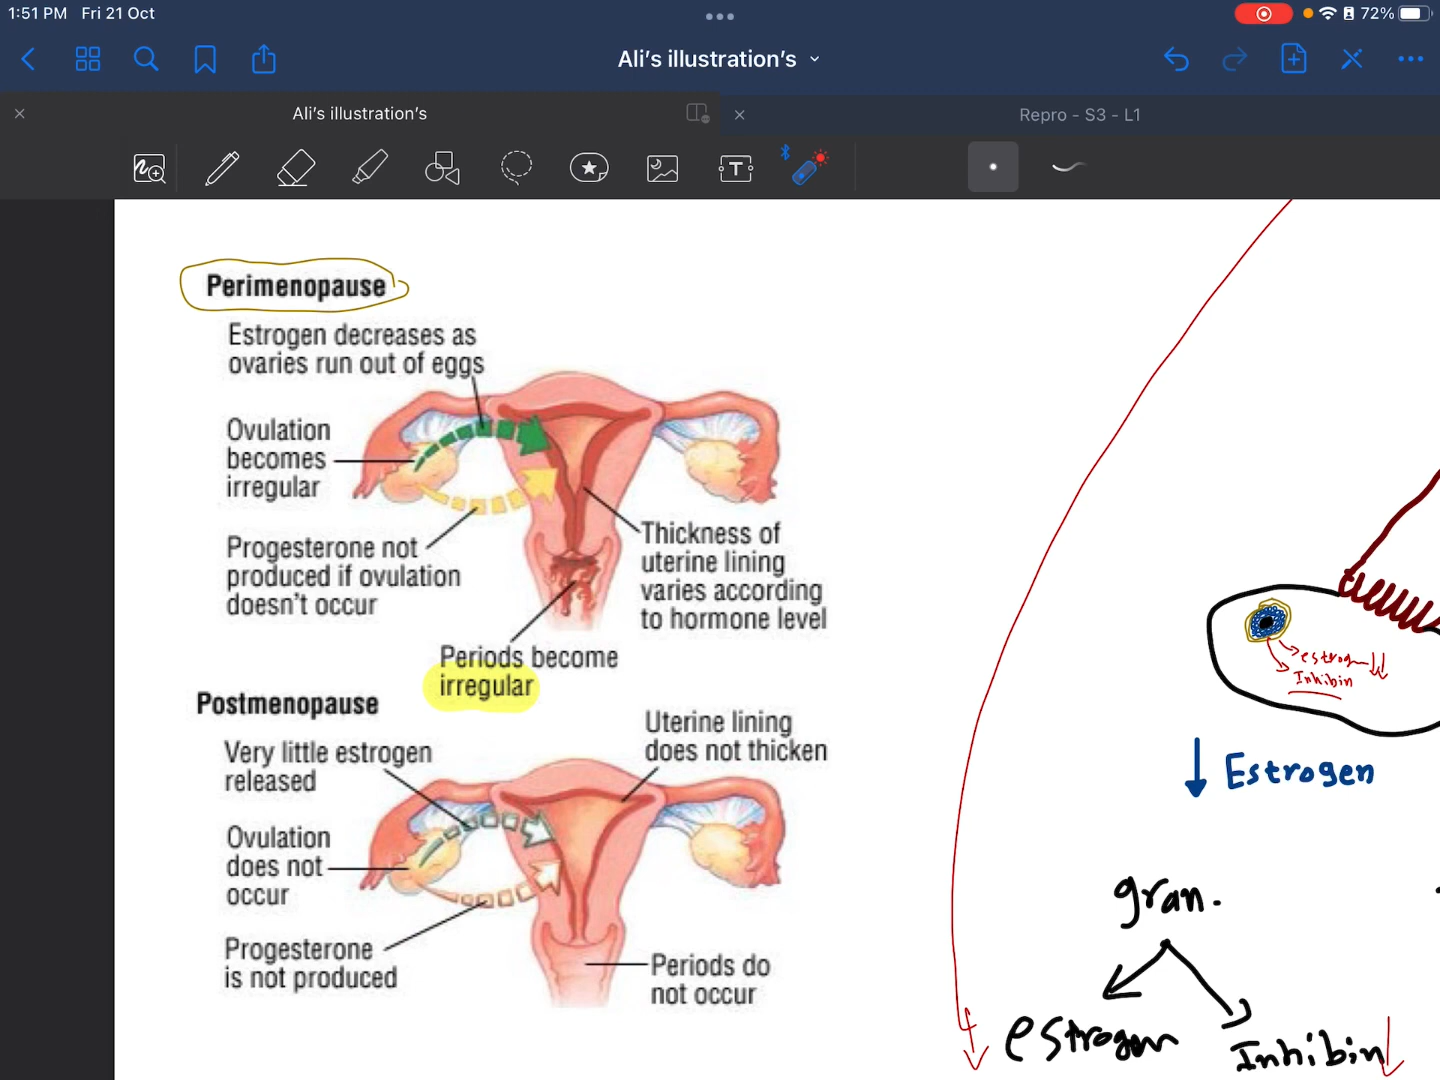 1:51 PM Fri 21 Oct
72%
Ali's illustration's
Ali's illustration's
Repro - S3 - L1
T
Perimenopause
Estrogen decreases as
ovaries run out of eggs
Ovulation
becomes
irregular
Progesterone not
produced if ovulation
doesn't occur
Thickness of
uterine lining
varies according
to hormone level
Periods become
irregular
Postmenopause
Very little estrogen
released
Uterine lining
does not thicken
Ovulation
does not
occur
Progesterone
is not produced
Periods do
not occur
estrogen
Inhibin
Estrogen
gran.
estrogen
Inhibin